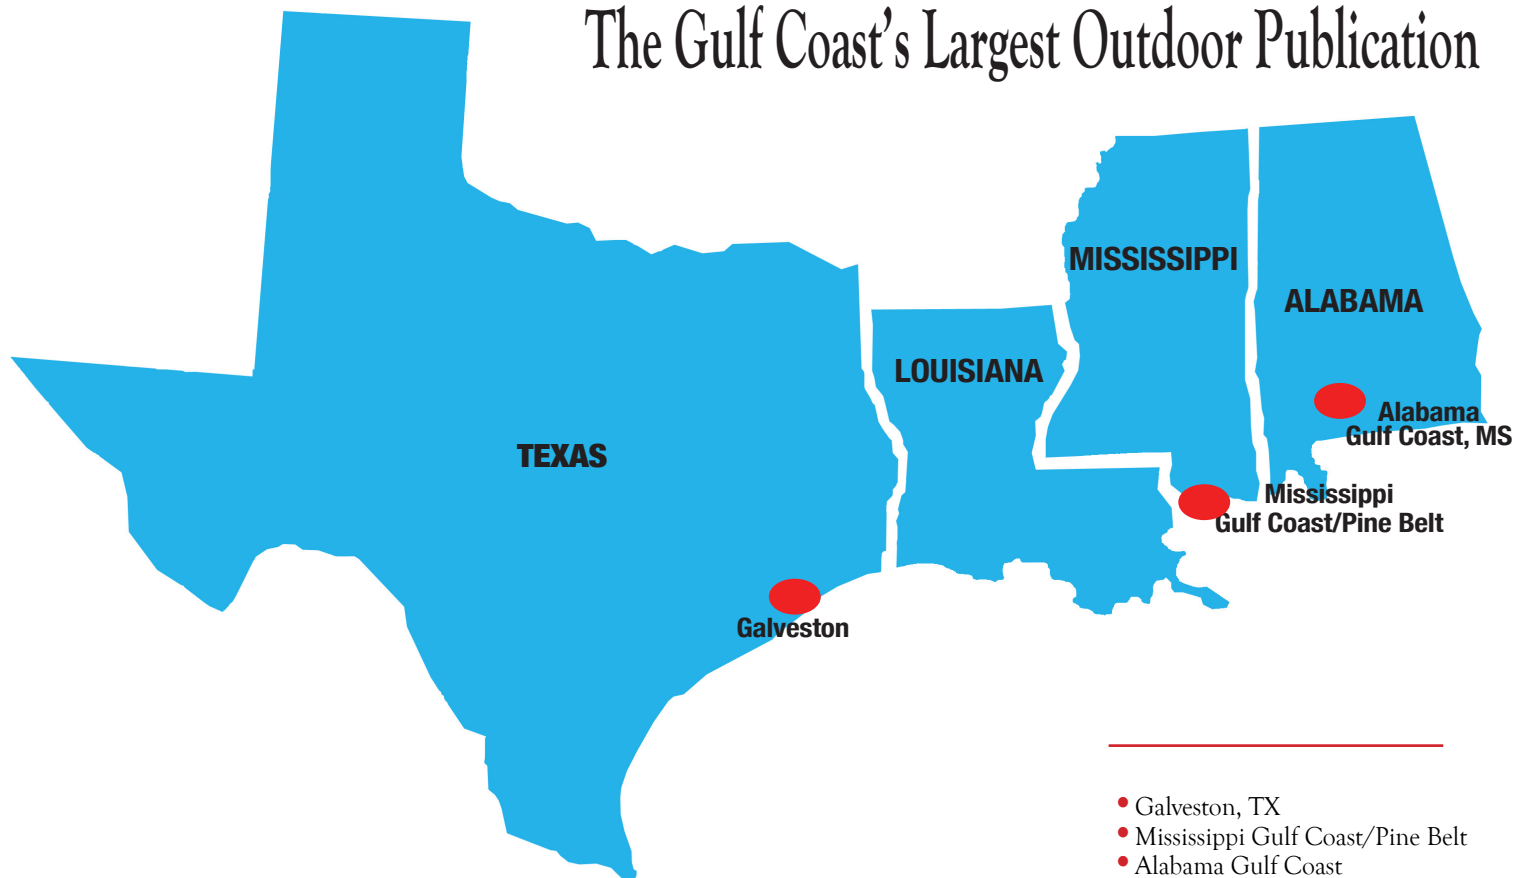 The Gulf Coast's Largest Outdoor Publication
MISSISSIPPI
ALABAMA
LOUISIANA
Alabama
Gulf Coast, MS
TEXAS
Mississippi
Gulf Coast/Pine Belt
Galveston
• Galveston, TX
• Mississippi Gulf Coast/Pine Belt
• Alabama Gulf Coast